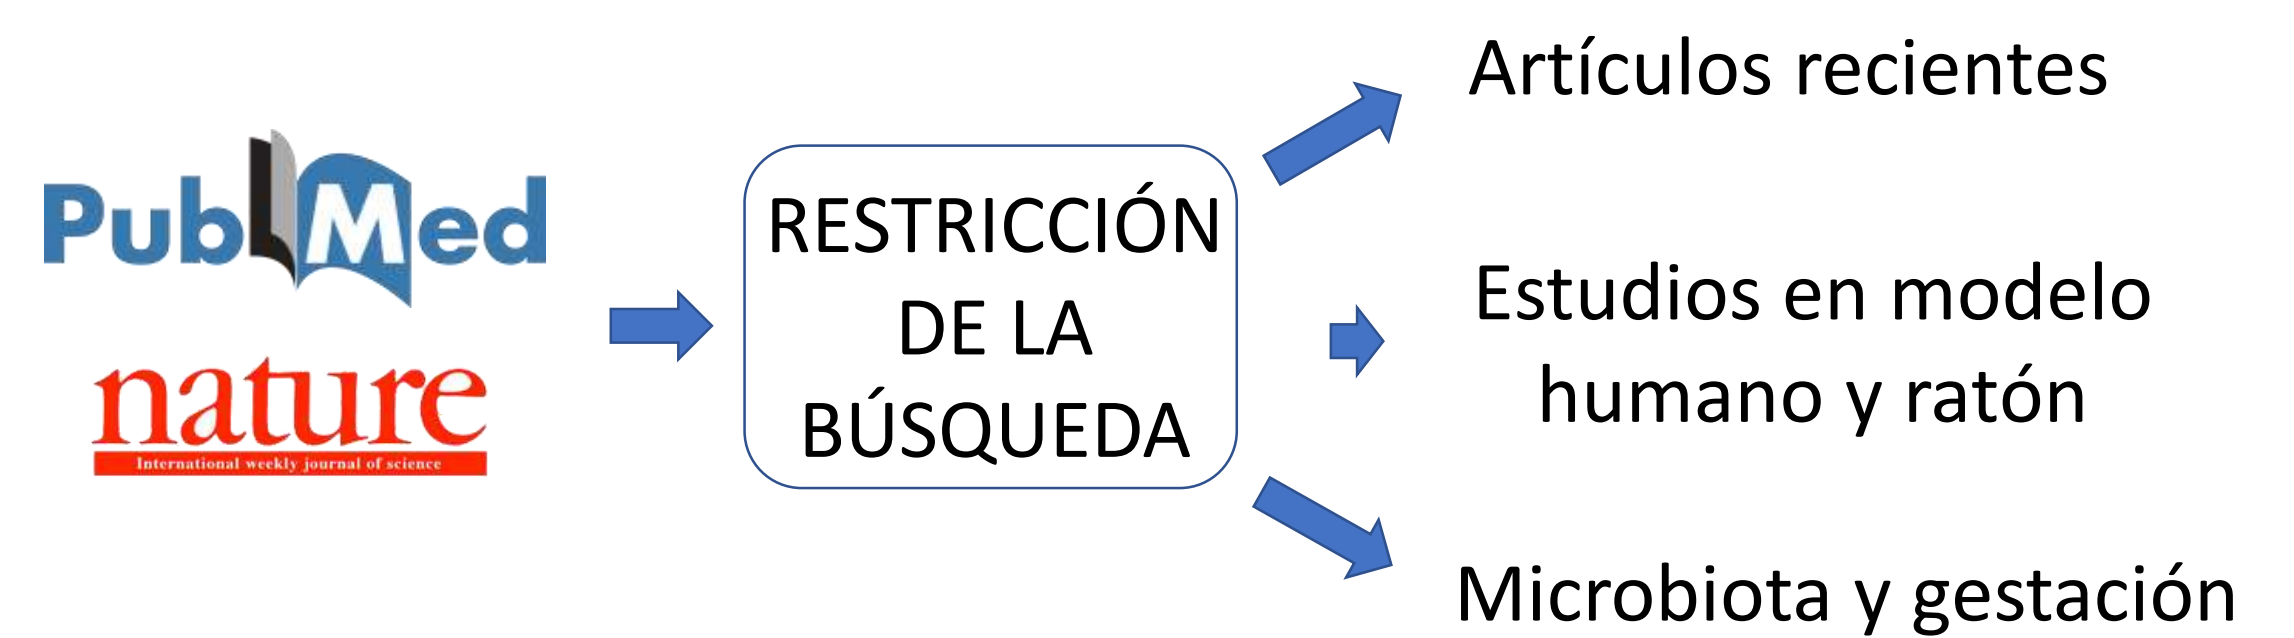 PubMed
nature
International weekly journal of science
RESTRICCIÓN
DE LA
BÚSQUEDA
Artículos recientes
Estudios en modelo
humano y ratón
Microbiota y gestación